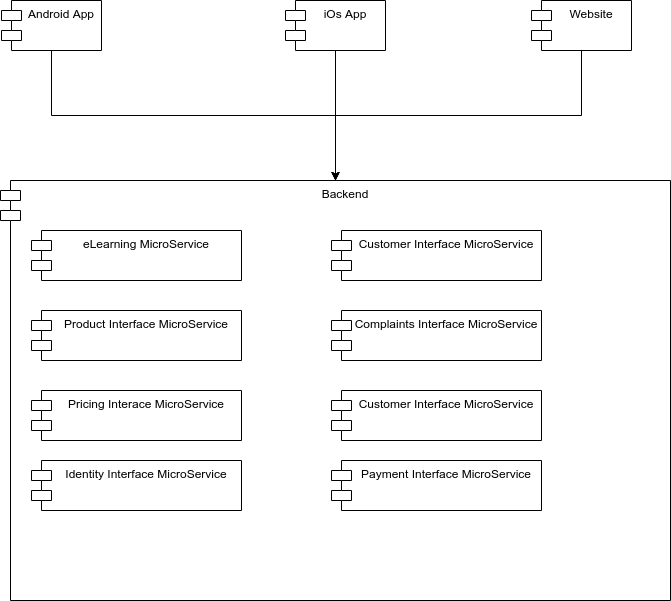 Android App
iOs App
Website
Backend
eLearning MicroService
Customer Interface MicroService
Product Interface MicroService
Complaints Interface MicroService
Pricing Interace MicroService
Customer Interface MicroService
Identity Interface MicroService
Payment Interface MicroService